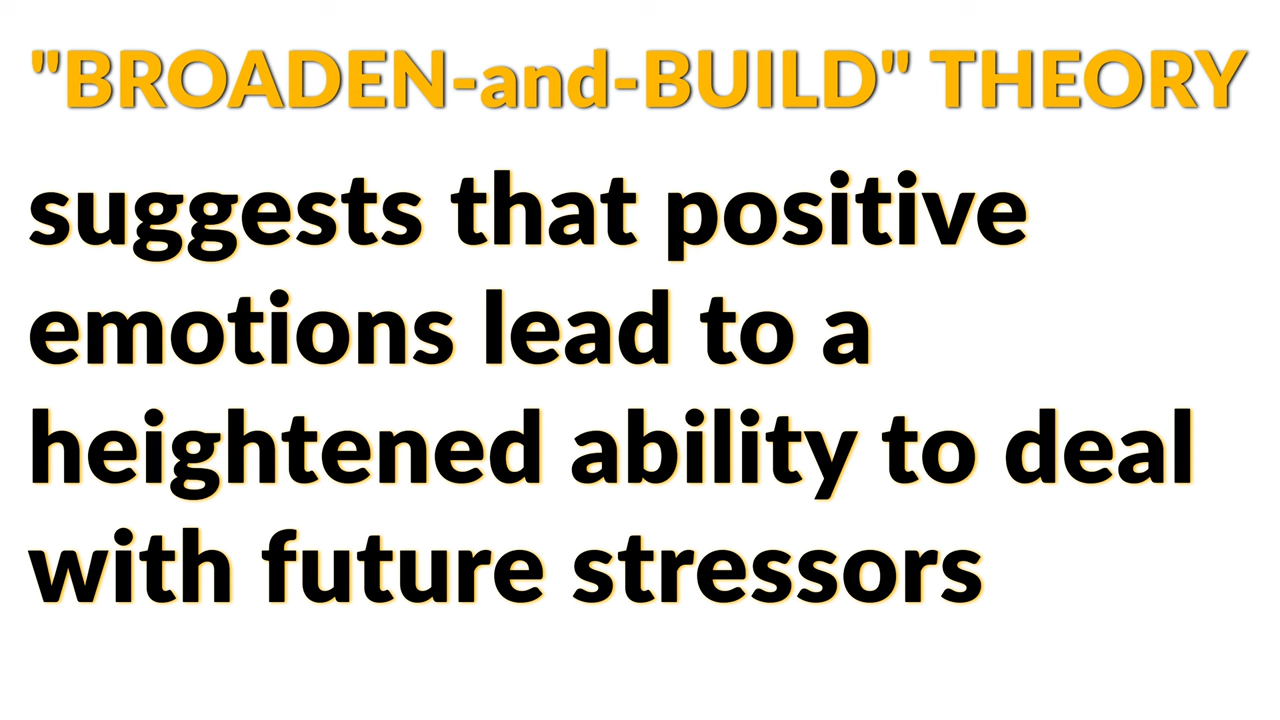 "BROADEN-and-BUILD" THEORY
suggests that positive
emotions lead to a
heightened ability to deal
with future stressors